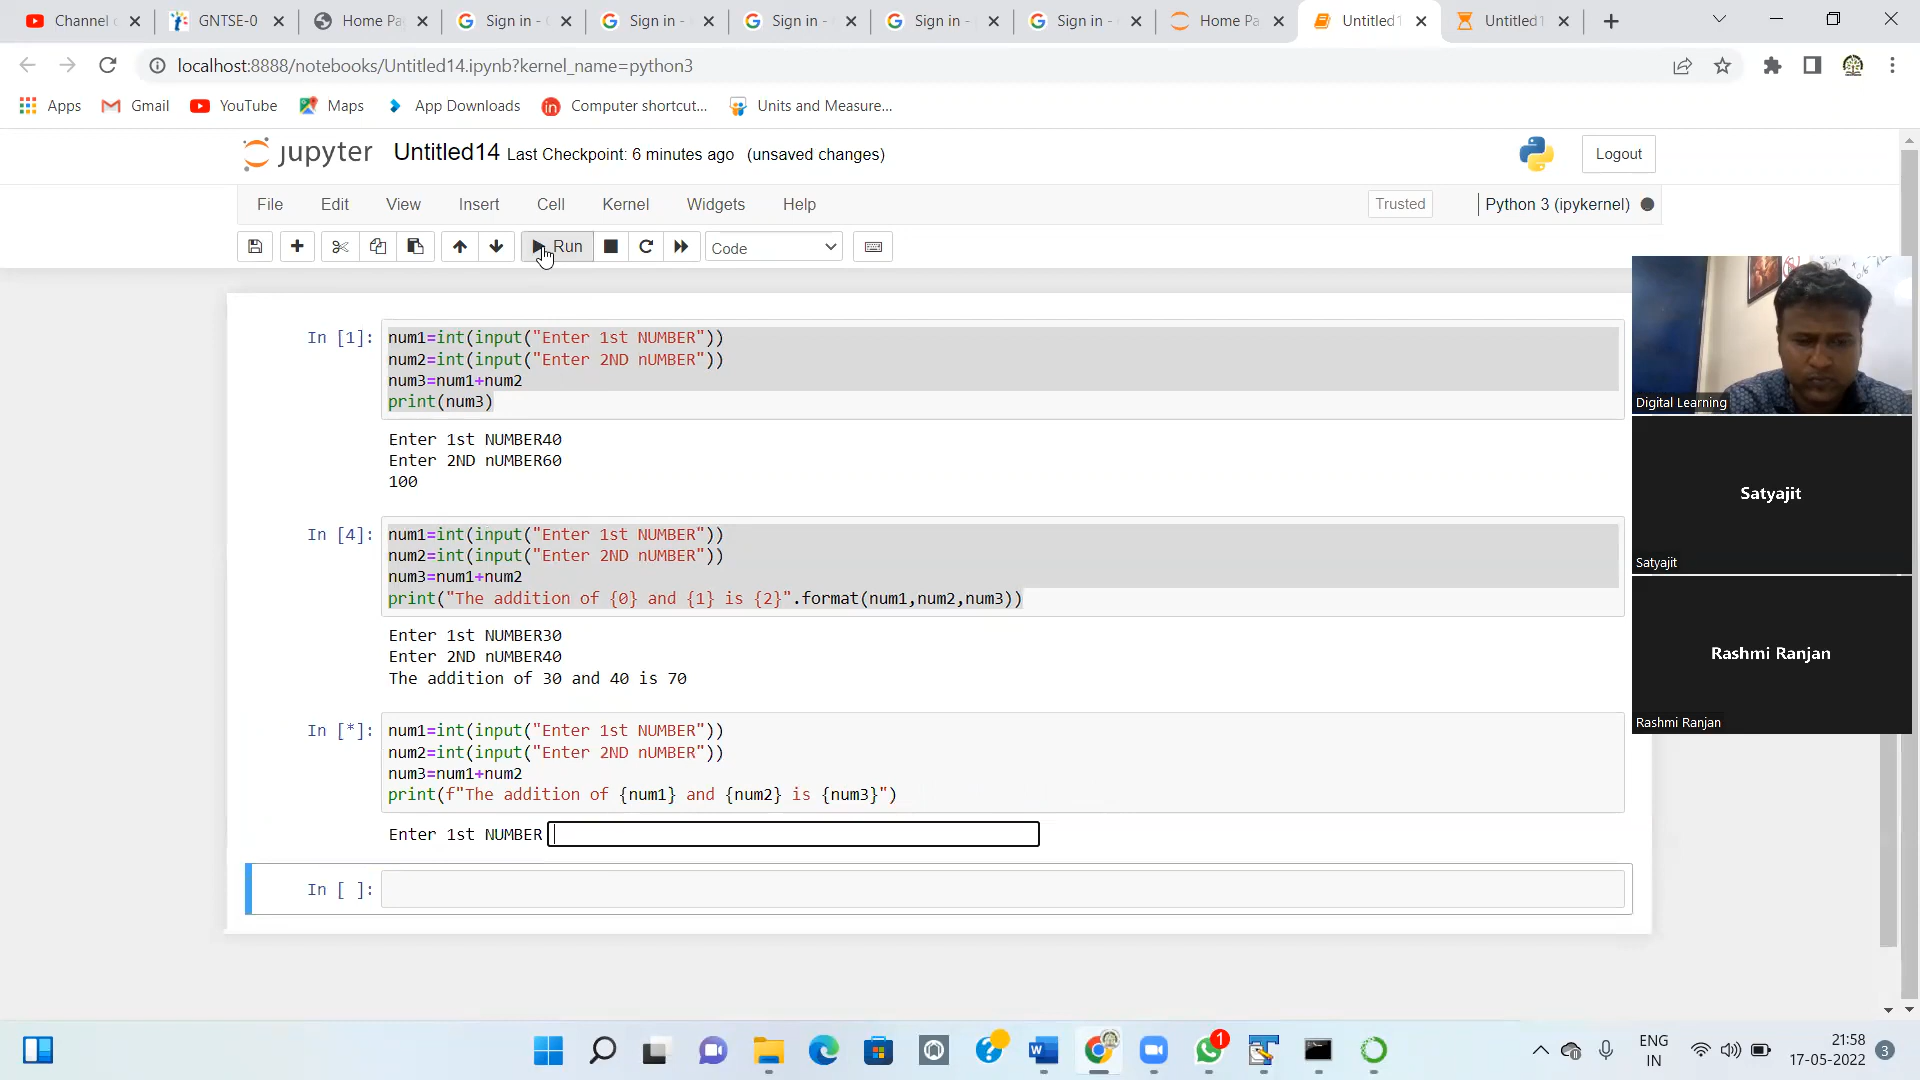 Channel c
GNTSE-0
Home Pa
Sign in -
Sign in -
Sign in -
Sign in -
Sign in -
Home Pa
Untitled1
Untitled1
localhost:8888/notebooks/Untitled14.ipynb?kernel_name=python3
Apps
Gmail
YouTube
Maps
App Downloads
Computer shortcut...
Units and Measure...
jupyter
Untitled14 Last Checkpoint: 6 minutes ago (unsaved changes)
Logout
File
Edit
View
Insert
Cell
Kernel
Widgets
Help
Trusted
Python 3 (ipykernel)
Run
Code
In [1]:
num1=int(input("Enter 1st NUMBER"))
num2=int(input("Enter 2ND nUMBER"))
num3=num1+num2
print(num3)
Enter 1st NUMBER40
Enter 2ND nUMBER60
100
In [4]:
num1=int(input("Enter 1st NUMBER"))
num2=int(input("Enter 2ND nUMBER"))
num3=num1+num2
print("The addition of {0} and {1} is {2}".format(num1,num2,num3))
Enter 1st NUMBER30
Enter 2ND nUMBER40
The addition of 30 and 40 is 70
In [*]:
num1=int(input("Enter 1st NUMBER"))
num2=int(input("Enter 2ND nUMBER"))
num3=num1+num2
print(f"The addition of {num1} and {num2} is {num3}")
Enter 1st NUMBER
In [ ]:
Digital Learning
Satyajit
Satyajit
Rashmi Ranjan
Rashmi Ranjan
1
ENG
IN
21:58
17-05-2022
3